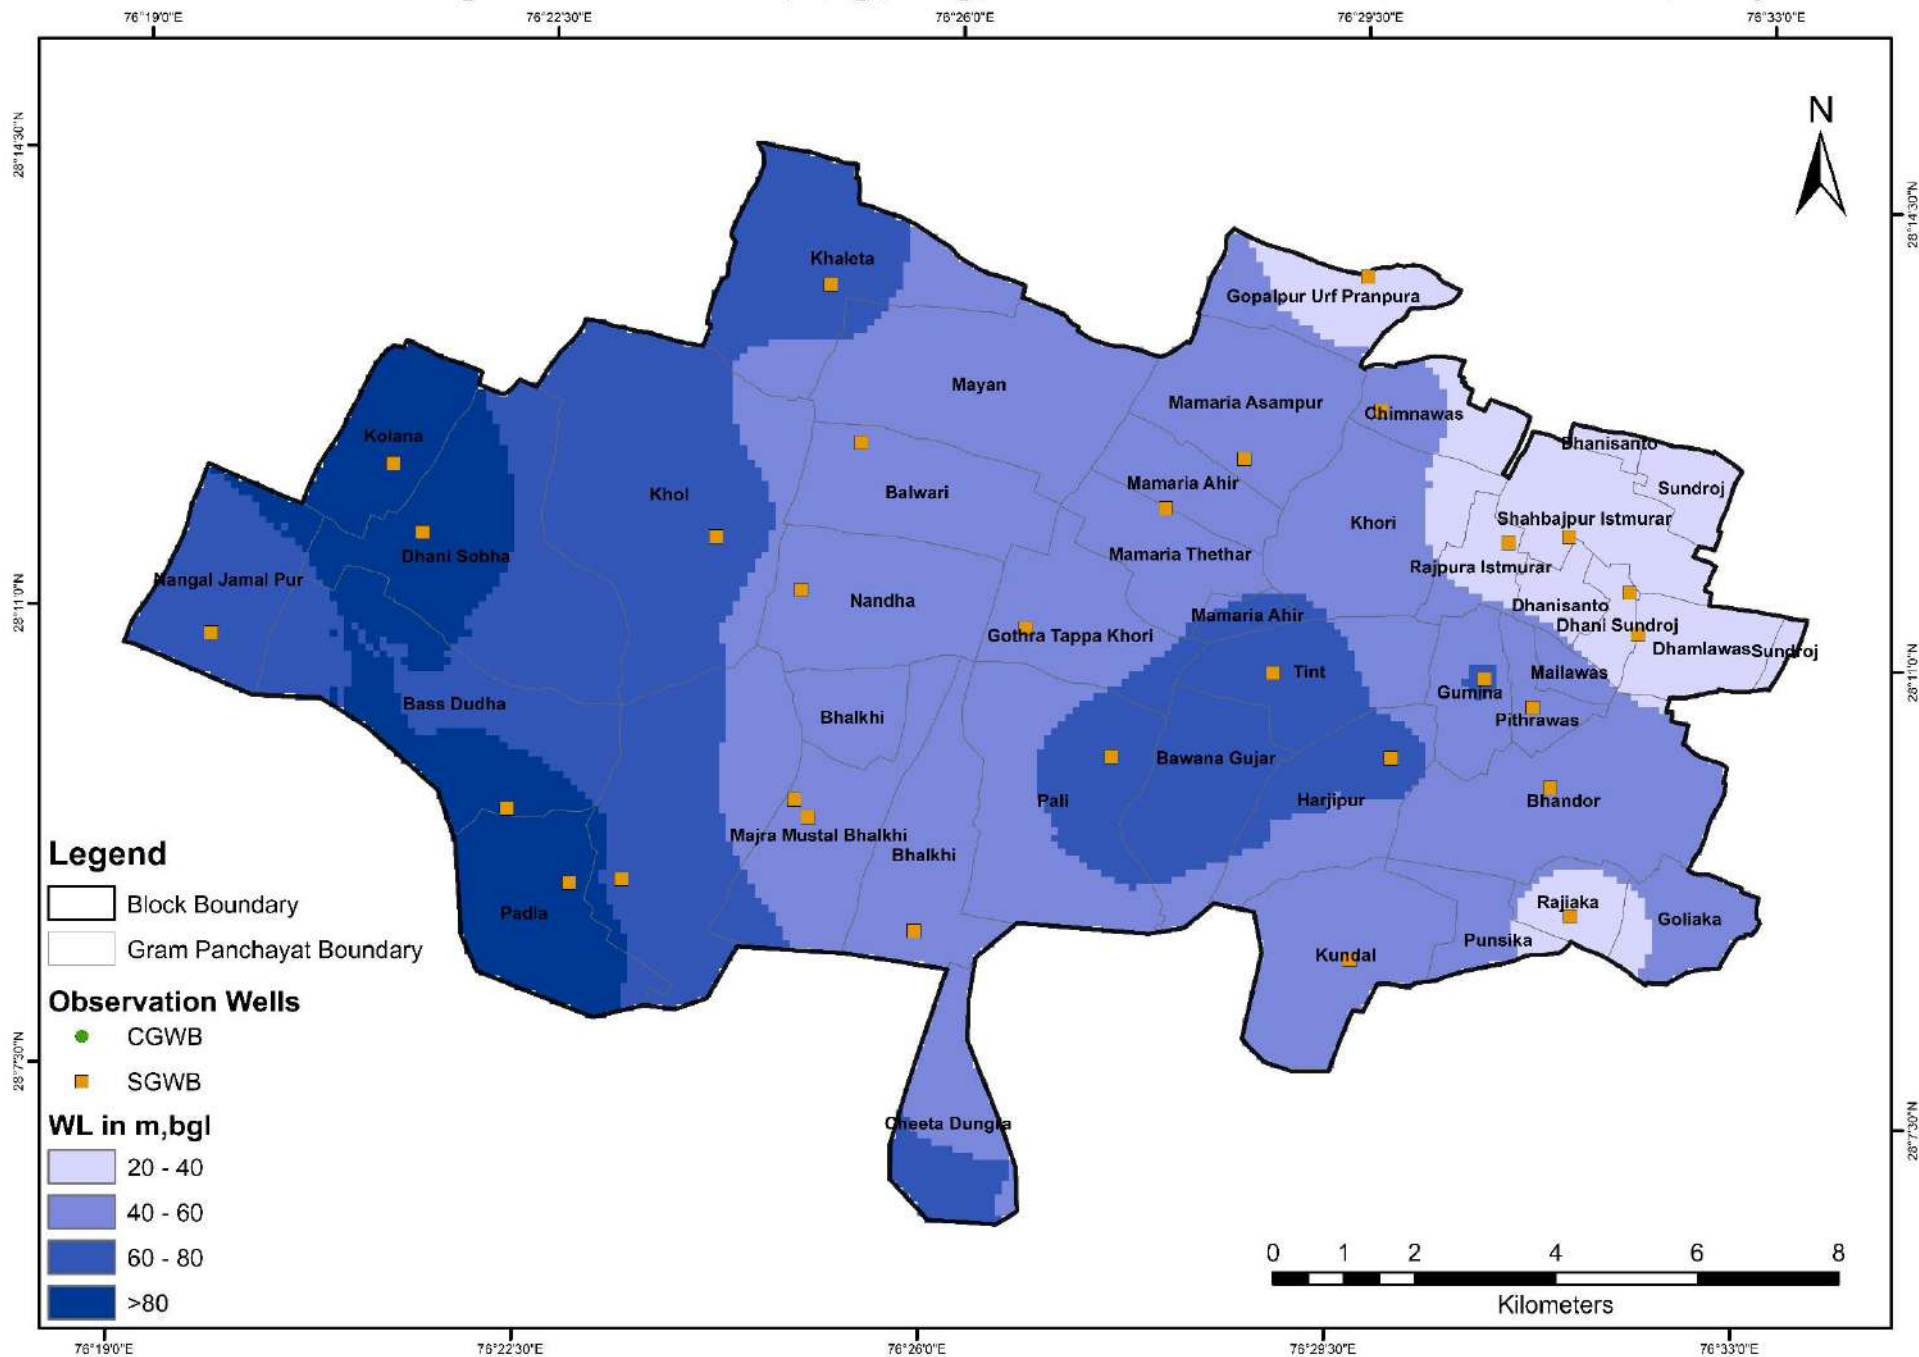 76°19'0"E 76°22'30"E 76°26'0"E 76°29'30"E 76°33'0"E
28°14'30"N
28°14'30"N
N
Khaleta
Gopalpur Urf Pranpura
Mayan
Mamaria Asampur
Chimnawas
Kolana
Dhanisanto
Khol
Balwari
Mamaria Ahir
Sundroj
Khori
Shahbajpur Istmurar
Dhani Sobha
Mamaria Thethar
Rajpura Istmurar
Nangal Jamal Pur
28°11'0"N
Nandha
Mamaria Ahir
Dhanisanto
Gothra Tappa Khori
Dhani Sundroj
Dhamlawas
Sundroj
Tint
Mailawas
28°11'0"N
Gumina
Bass Dudha
Bhalkhi
Pithrawas
Bawana Gujar
Pali
Harjipur
Bhandor
Majra Mustal Bhalkhi
Bhalkhi
Padla
Rajiaka
Goliaka
Punsika
Kundal
Cheeta Dungra
28°7'30"N
28°7'30"N
Legend
Block Boundary
Gram Panchayat Boundary
Observation Wells
CGWB
SGWB
WL in m,bgl
20 - 40
40 - 60
60 - 80
>80
0 1 2 4 6 8
Kilometers
76°19'0"E 76°22'30"E 76°26'0"E 76°29'30"E 76°33'0"E